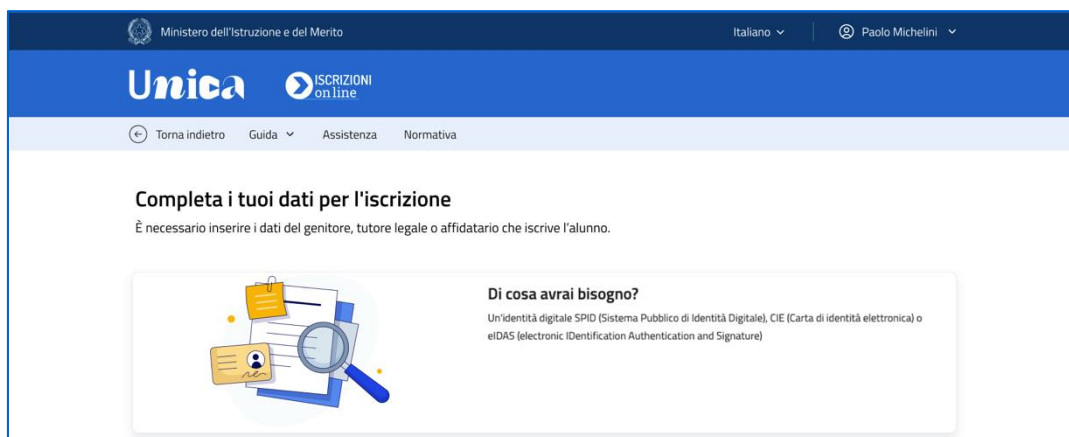 Ministero dell'Istruzione e del Merito
Italiano
Paolo Michelini
Unica
ISCRIZIONI
on line
Torna indietro
Guida
Assistenza
Normativa
Completa i tuoi dati per l'iscrizione
È necessario inserire i dati del genitore, tutore legale o affidatario che iscrive l’alunno.
Di cosa avrai bisogno?
Un'identità digitale SPID (Sistema Pubblico di Identità Digitale), CIE (Carta di identità elettronica) o
eIDAS (electronic IDentification Authentication and Signature)